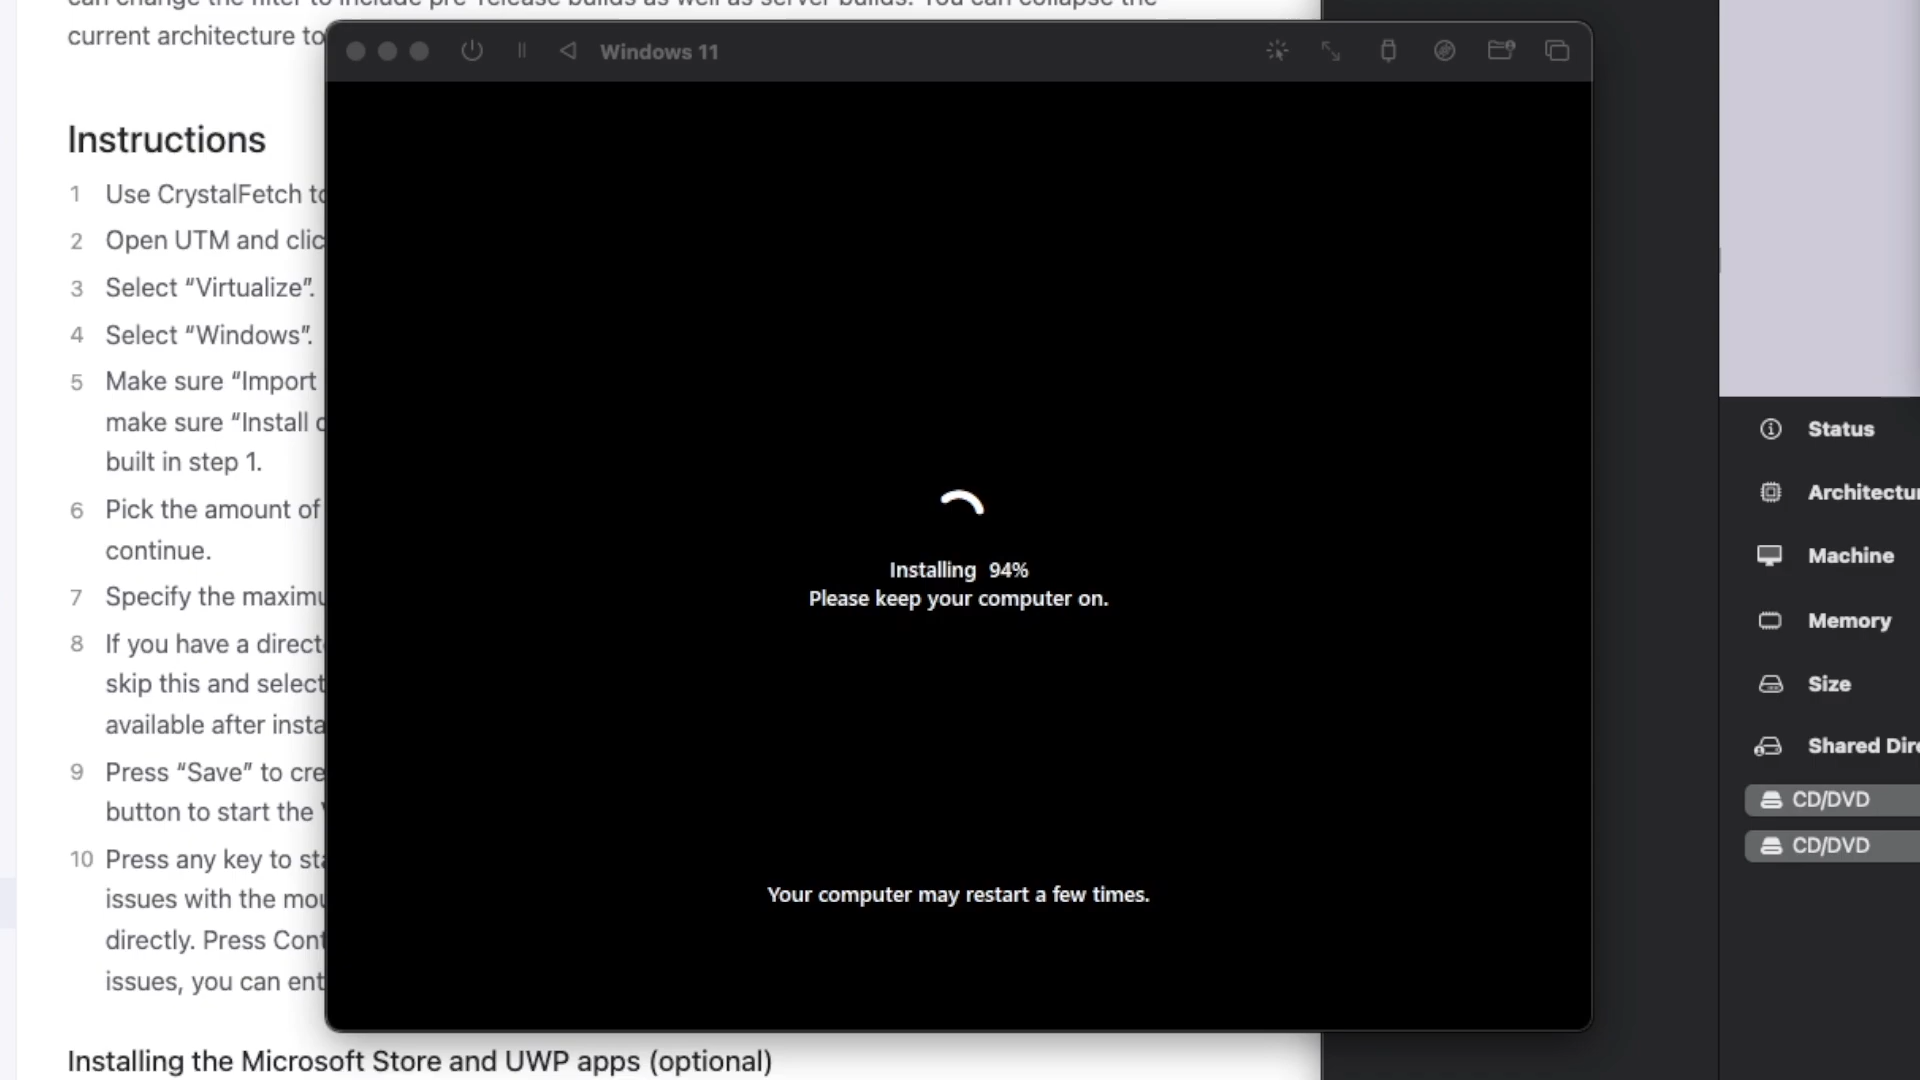 current architecture to
Windows 11
Instructions
1 Use CrystalFetch to
2 Open UTM and clic
3 Select “Virtualize”.
4 Select “Windows”.
5 Make sure “Import
make sure “Install
built in step 1.
6 Pick the amount of
continue.
7 Specify the maximu
8 If you have a direct
skip this and select
available after insta
9 Press “Save” to cre
button to start the
10 Press any key to sta
issues with the mou
directly. Press Cont
issues, you can ent
Installing the Microsoft Store and UWP apps (optional)
Installing 94%
Please keep your computer on.
Your computer may restart a few times.
Status
Architectur
Machine
Memory
Size
Shared Dire
CD/DVD
CD/DVD